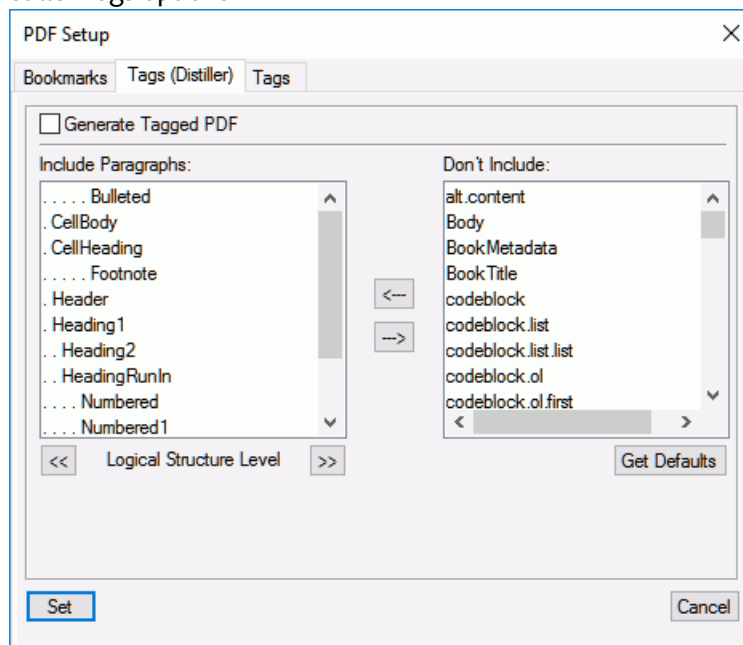 PDF Setup
Bookmarks Tags (Distiller) Tags
Generate Tagged PDF
Include Paragraphs:
. . . . . Bulleted
. CellBody
. CellHeading
. . . . . Footnote
. Header
. Heading1
. . Heading2
. . HeadingRunIn
. . . . Numbered
. . . . Numbered1
<< Logical Structure Level >>
<---
--->
Don't Include:
alt.content
Body
BookMetadata
BookTitle
codeblock
codeblock.list
codeblock.list.list
codeblock.ol
codeblock.ol.first
Get Defaults
Set
Cancel